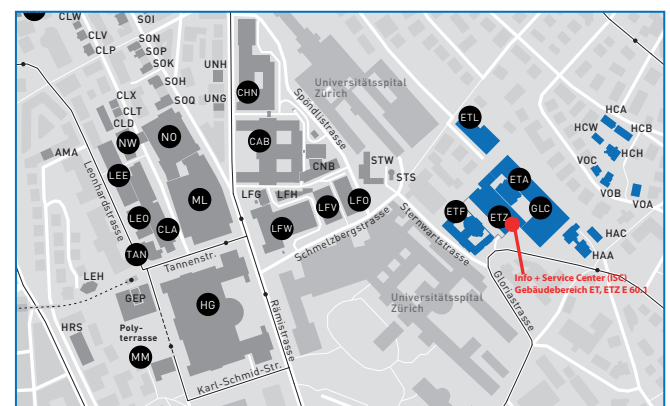 CLW
SOI
CLV
SON
CLP
SOP
SOK
UNH
SOH
CLX
CHN
UNG
SOQ
CLT
CLD
NW
NO
CAB
AMA
LEE
ML
LEO
CLA
TAN
LEH
GEP
HRS
Poly-
terrasse
MM
HG
Leonhardstrasse
Tannenstr.
Karl-Schmid-Str.
Rämistrasse
Universitätsspital
Zürich
Spöndlistrasse
CNB
STW
STS
LFG
LFH
LFW
LFV
LFO
Schmelzbergstrasse
Sternwartstrasse
Universitätsspital
Zürich
Gloriastrasse
ETL
ETA
ETF
ETZ
GLC
HCA
HCW
HCB
HCH
VOC
VOB
VOA
HAC
HAA
Info + Service Center (ISC)
Gebäudebereich ET, ETZ E 60.1